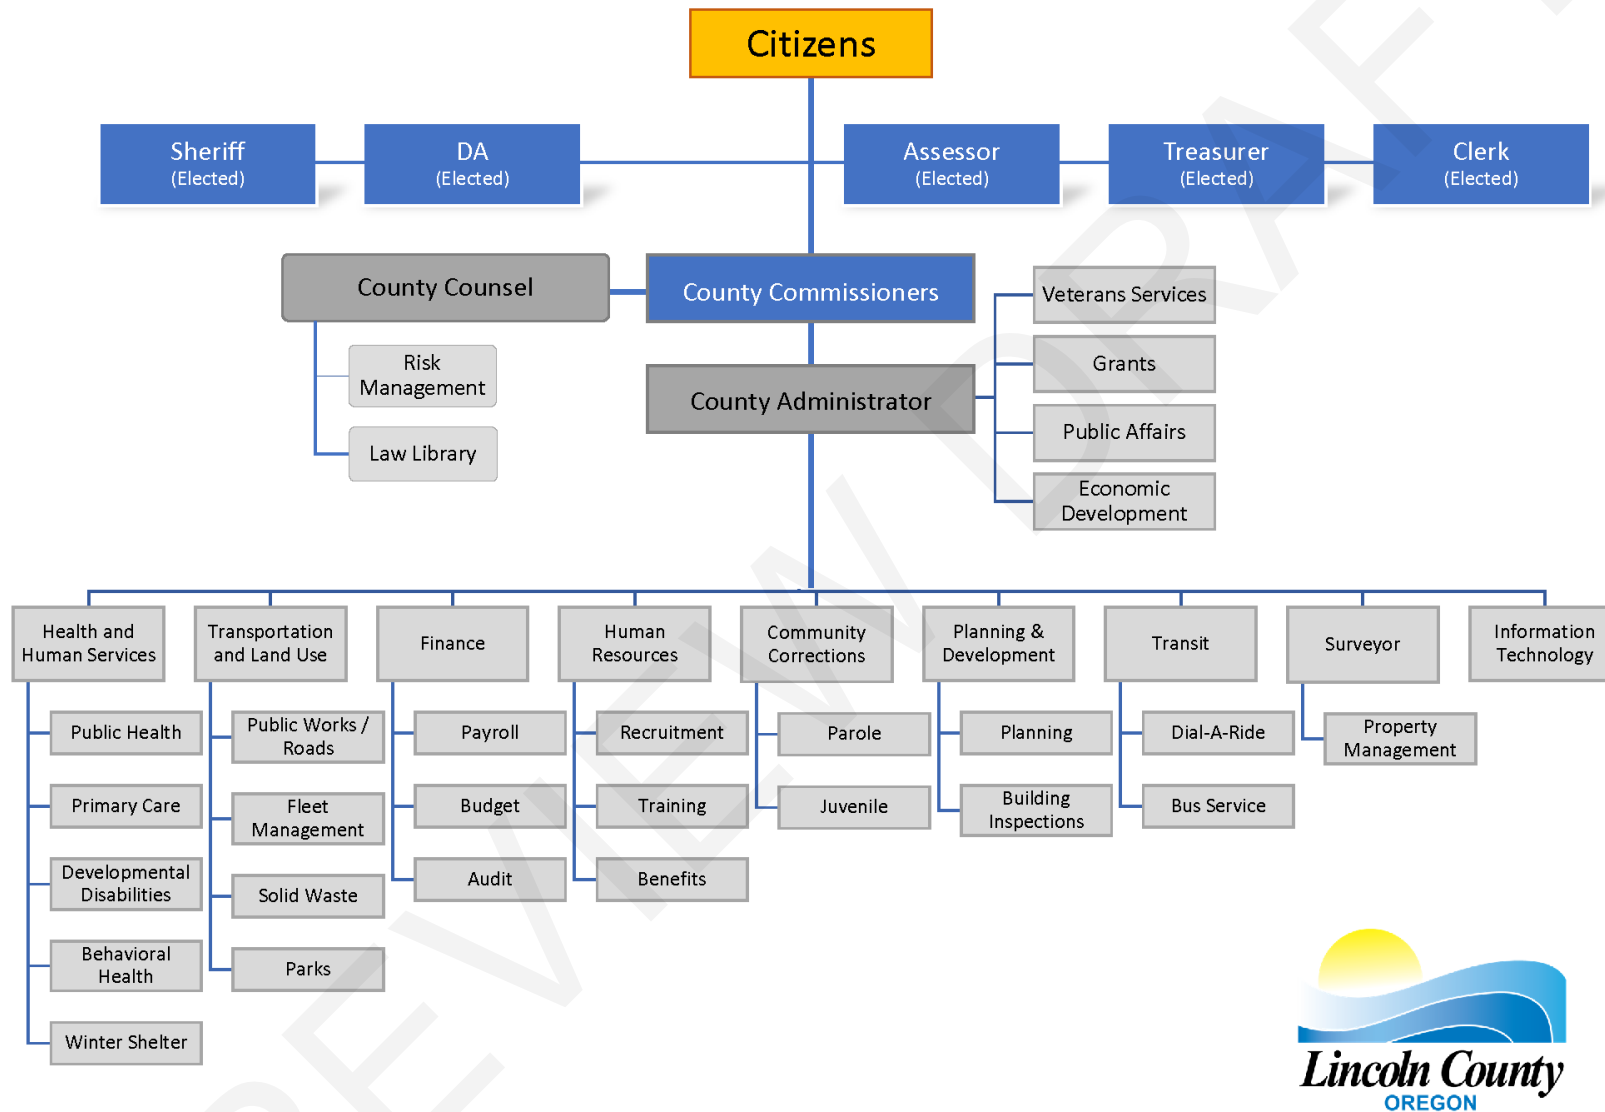 Citizens
Sheriff
(Elected)
DA
(Elected)
Assessor
(Elected)
Treasurer
(Elected)
Clerk
(Elected)
County Counsel
County Commissioners
Veterans Services
Risk
Management
Grants
County Administrator
Law Library
Public Affairs
Economic
Development
Health and
Human Services
Transportation
and Land Use
Finance
Human
Resources
Community
Corrections
Planning &
Development
Transit
Surveyor
Information
Technology
Public Health
Public Works /
Roads
Payroll
Recruitment
Parole
Planning
Dial-A-Ride
Property
Management
Primary Care
Fleet
Management
Budget
Training
Juvenile
Building
Inspections
Bus Service
Developmental
Disabilities
Solid Waste
Audit
Benefits
Behavioral
Health
Parks
Winter Shelter
Lincoln County
OREGON
REVIEW DRAFT